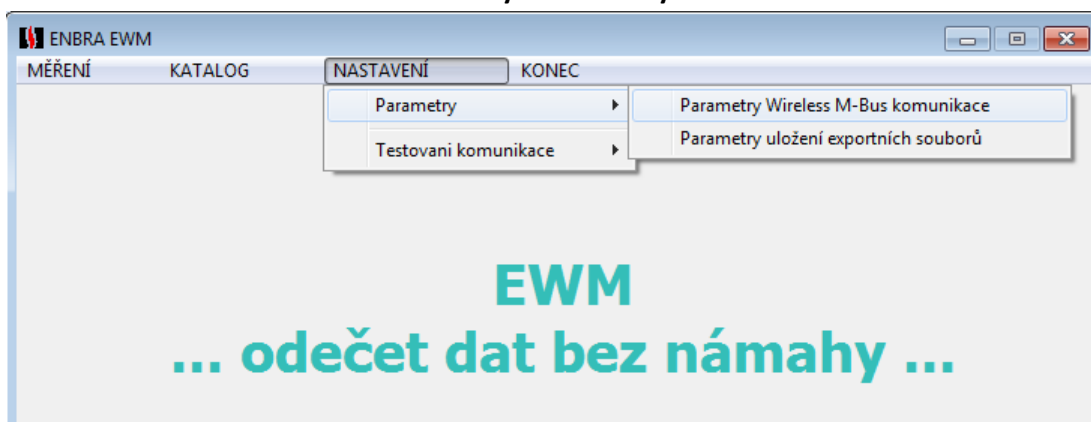 ENBRA EWM
MĚŘENÍ KATALOG NASTAVENÍ KONEC
Parametry Parametry Wireless M-Bus komunikace
Parametry uložení exportních souborů
Testovani komunikace
EWM
... odečet dat bez námahy ...